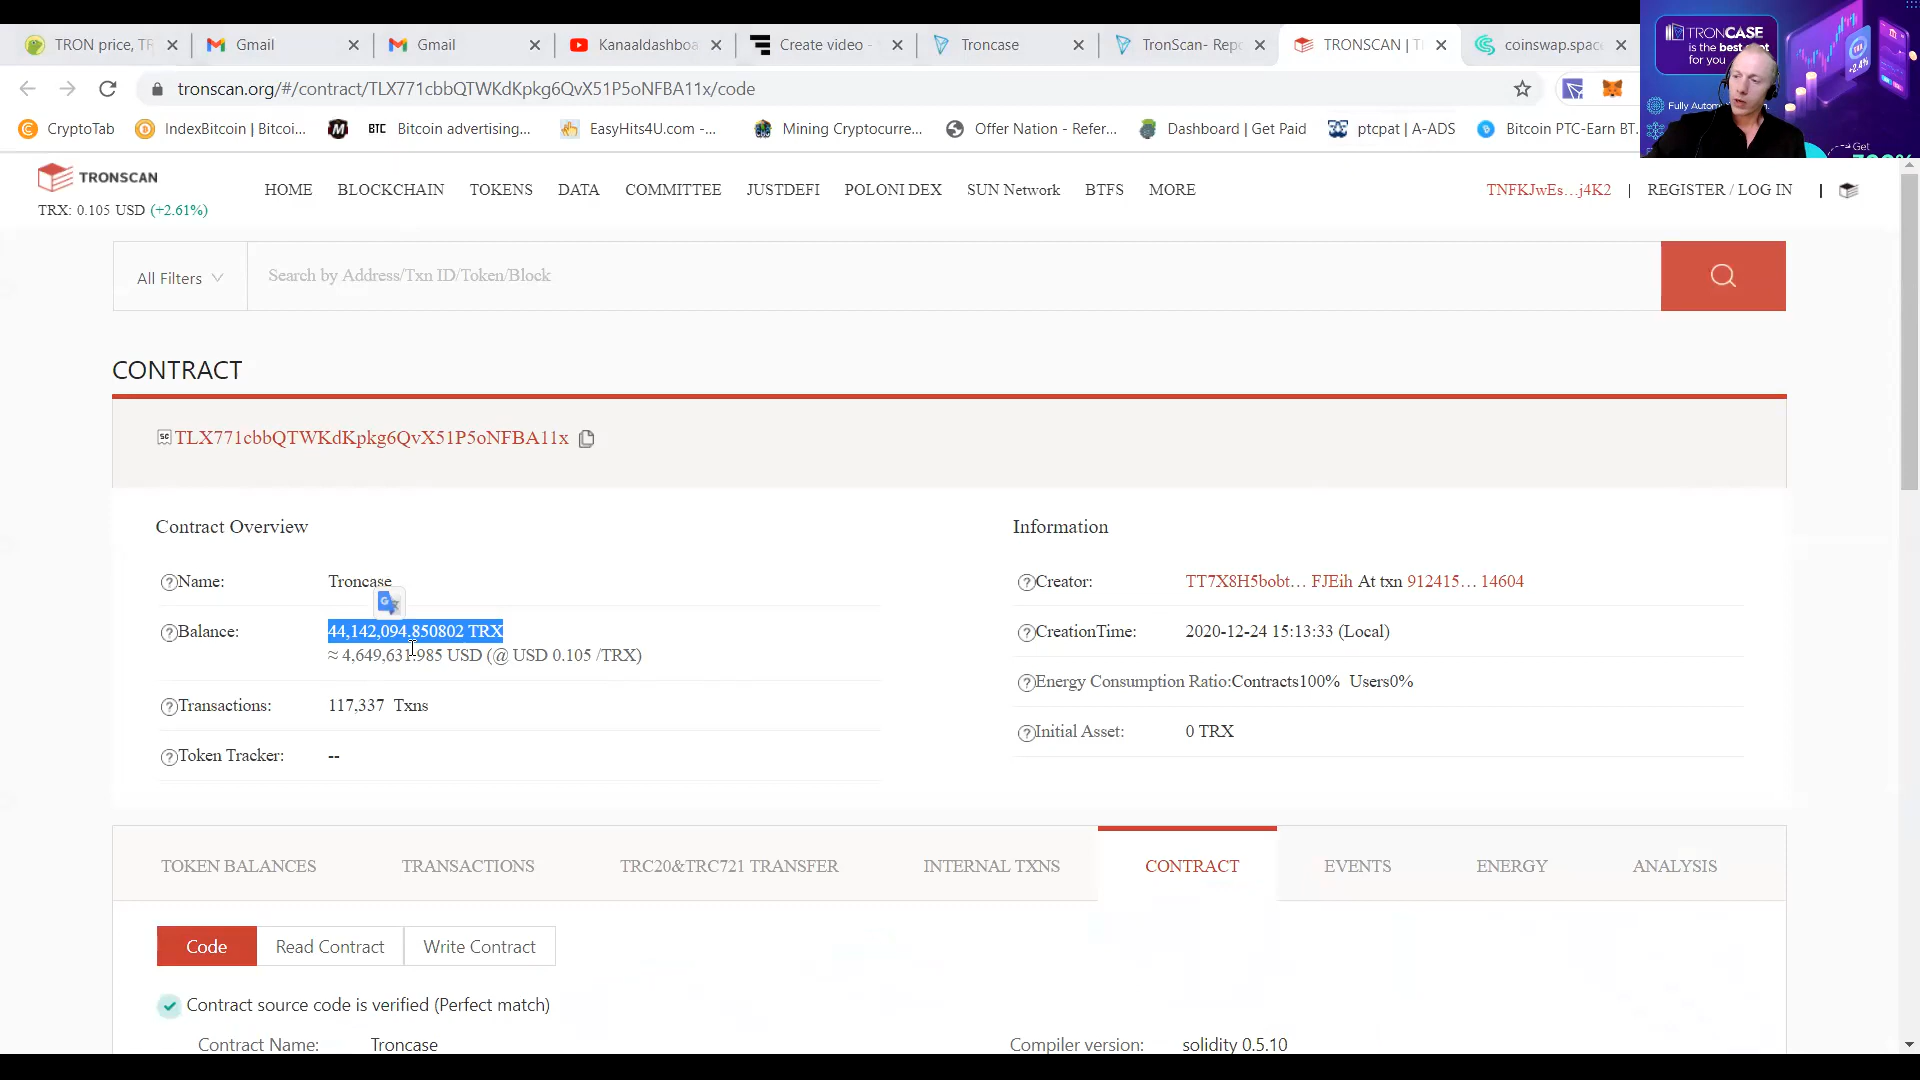 TRON price, TR
Gmail
Gmail
Kanaaldashboa
Create video -
Troncase
TronScan- Repo
TRONSCAN | T
coinswap.space
tronscan.org/#/contract/TLX771cbbQTWKdKpkg6QvX51P5oNFBA11x/code
CryptoTab
IndexBitcoin | Bitcoi...
BTC Bitcoin advertising...
EasyHits4U.com -...
Mining Cryptocurre...
Offer Nation - Refer...
Dashboard | Get Paid
ptcpat | A-ADS
Bitcoin PTC-Earn BT.
TRONCASE
is the best
for you
Fully Autom
Get
TRONSCAN
TRX: 0.105 USD (+2.61%)
HOME
BLOCKCHAIN
TOKENS
DATA
COMMITTEE
JUSTDEFI
POLONI DEX
SUN Network
BTFS
MORE
TNFKJwEs...j4K2 | REGISTER / LOG IN |
All Filters
Search by Address/Txn ID/Token/Block
CONTRACT
TLX771cbbQTWKdKpkg6QvX51P5oNFBA11x
Contract Overview
Name: Troncase
Balance: 44,142,094.850802 TRX
≈ 4,649,631.985 USD (@ USD 0.105 /TRX)
Transactions: 117,337 Txns
Token Tracker: --
Information
Creator: TT7X8H5bobt... FJEih At txn 912415... 14604
CreationTime: 2020-12-24 15:13:33 (Local)
Energy Consumption Ratio:Contracts100% Users0%
Initial Asset: 0 TRX
TOKEN BALANCES
TRANSACTIONS
TRC20&TRC721 TRANSFER
INTERNAL TXNS
CONTRACT
EVENTS
ENERGY
ANALYSIS
Code
Read Contract
Write Contract
Contract source code is verified (Perfect match)
Contract Name: Troncase
Compiler version: solidity 0.5.10